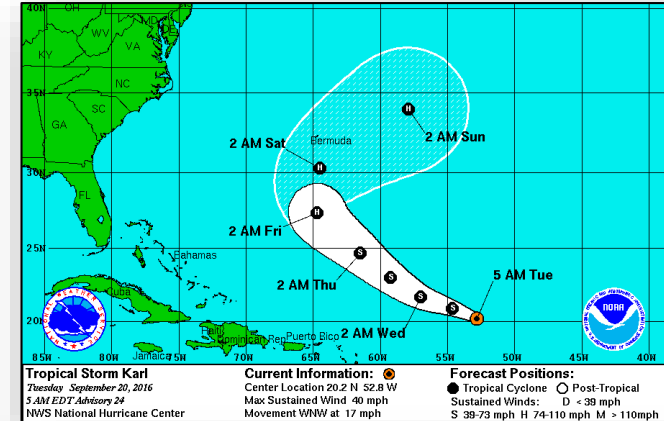 40N
WV
MD
DE
KY
VA
NC
35N
SC
GA
2 AM Sun
2 AM Sat
Bermuda
30N
FL
2 AM Fri
25N
Bahamas
2 AM Thu
5 AM Tue
Cuba
NOAA
20N
Haiti
Dominican Rep
Puerto Rico
2 AM Wed
Jamaica
85W 80W 75W 70W 65W 60W 55W 50W 45W 40W
Tropical Storm Karl
Tuesday September 20, 2016
5 AM EDT Advisory 24
NWS National Hurricane Center
Current Information:
Center Location 20.2 N 52.8 W
Max Sustained Wind 40 mph
Movement WNW at 17 mph
Forecast Positions:
Tropical Cyclone Post-Tropical
Sustained Winds: D < 39 mph
S 39-73 mph H 74-110 mph M > 110mph
S
S
S
S
H
H
H